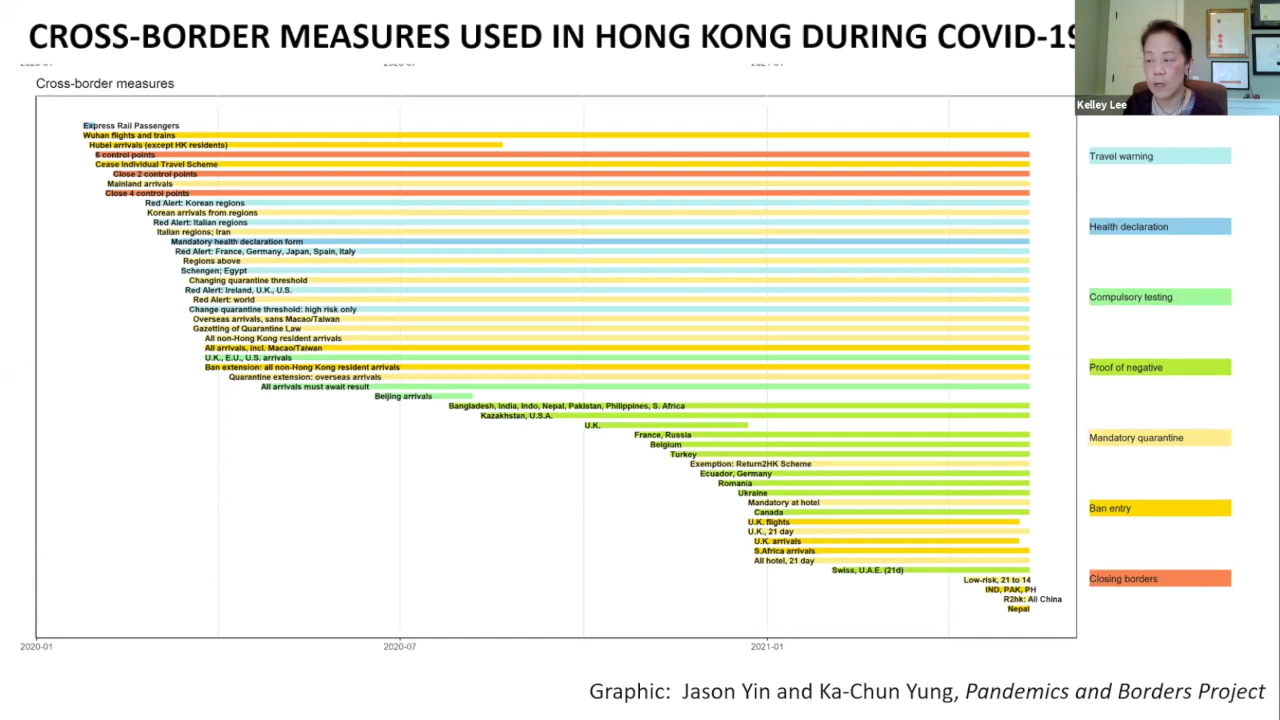 CROSS-BORDER MEASURES USED IN HONG KONG DURING COVID-19
Kelley Lee
Cross-border measures
Express Rail Passengers
Wuhan flights and trains
Hubei arrivals (except HK residents)
6 control points
Cease Individual Travel Scheme
Close 2 control points
Mainland arrivals
Close 4 control points
Red Alert: Korean regions
Korean arrivals from regions
Red Alert: Italian regions
Italian regions; Iran
Mandatory health declaration form
Red Alert: France, Germany, Japan, Spain, Italy
Regions above
Schengen; Egypt
Changing quarantine threshold
Red Alert: Ireland, U.K., U.S.
Red Alert: world
Change quarantine threshold: high risk only
Overseas arrivals, sans Macao/Taiwan
Gazetting of Quarantine Law
All non-Hong Kong resident arrivals
All arrivals, incl. Macao/Taiwan
U.K., E.U., U.S. arrivals
Ban extension: all non-Hong Kong resident arrivals
Quarantine extension: overseas arrivals
All arrivals must await result
Beijing arrivals
Bangladesh, India, Indo, Nepal, Pakistan, Philippines, S. Africa
Kazakhstan, U.S.A.
U.K.
France, Russia
Belgium
Turkey
Exemption: Return2HK Scheme
Ecuador, Germany
Romania
Ukraine
Mandatory at hotel
Canada
U.K. flights
U.K., 21 day
U.K. arrivals
S.Africa arrivals
All hotel, 21 day
Swiss, U.A.E. (21d)
Low-risk, 21 to 14
IND, PAK, PH
R2hk: All China
Nepal
2020-01 2020-07 2021-01
Travel warning
Health declaration
Compulsory testing
Proof of negative
Mandatory quarantine
Ban entry
Closing borders
Graphic: Jason Yin and Ka-Chun Yung, Pandemics and Borders Project